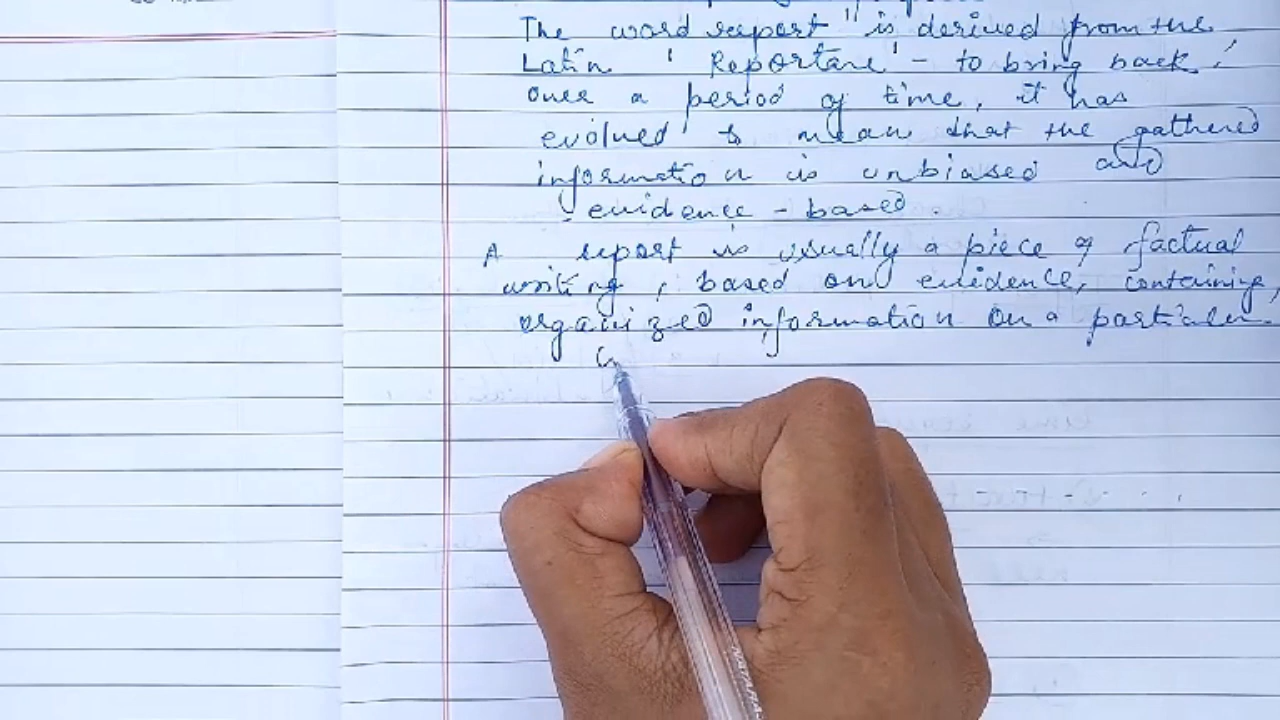 The word report" is derived from the
Latin 'Reportare' - to bring back.'
Over a period of time, it has
evolved to mean that the gathered
information is unbiased and
evidence - based.
A report is usually a piece of factual
writing, based on evidence, containing,
organized information on a particular